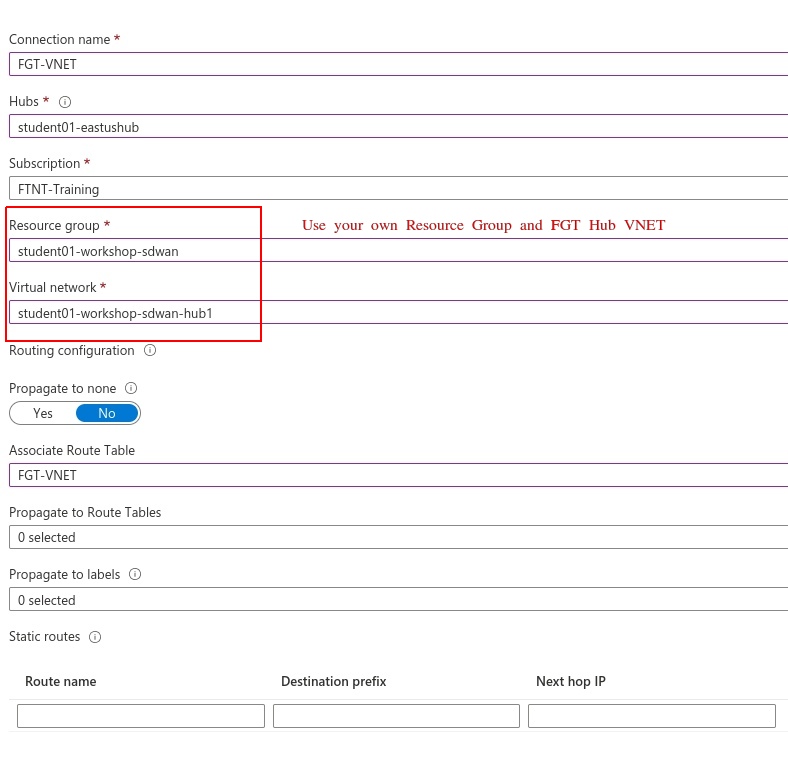 Connection name *
FGT-VNET
Hubs *
student01-eastushub
Subscription *
FTNT-Training
Resource group *
Use your own Resource Group and FGT Hub VNET
student01-workshop-sdwan
Virtual network *
student01-workshop-sdwan-hub1
Routing configuration
Propagate to none
Yes No
Associate Route Table
FGT-VNET
Propagate to Route Tables
0 selected
Propagate to labels
0 selected
Static routes
Route name Destination prefix Next hop IP